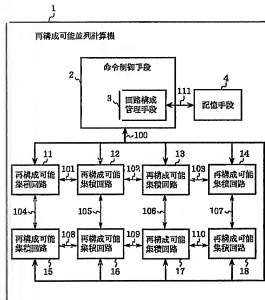 1
再構成可能並列計算機
2
命令制御手段
3
回路構成
管理手段
111
4
記憶手段
100
11
12
13
14
再構成可能
集積回路
101
再構成可能
集積回路
102
再構成可能
集積回路
103
再構成可能
集積回路
104
105
106
107
再構成可能
集積回路
108
再構成可能
集積回路
109
再構成可能
集積回路
110
再構成可能
集積回路
15
16
17
18